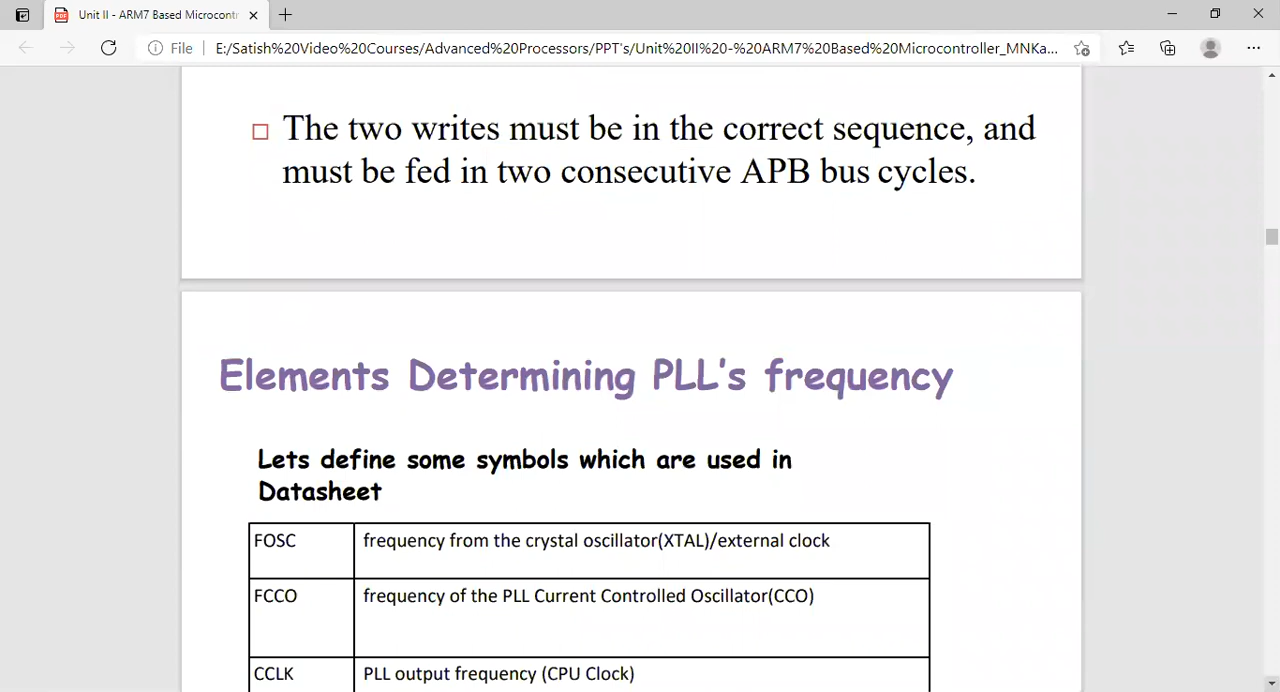 Unit II - ARM7 Based Microcontr
File
E:/Satish%20Video%20Courses/Advanced%20Processors/PPT's/Unit%20II%20-%20ARM7%20Based%20Microcontroller_MNKa...
The two writes must be in the correct sequence, and
must be fed in two consecutive APB bus cycles.
Elements Determining PLL's frequency
Lets define some symbols which are used in
Datasheet
FOSC frequency from the crystal oscillator(XTAL)/external clock
FCCO frequency of the PLL Current Controlled Oscillator(CCO)
CCLK PLL output frequency (CPU Clock)